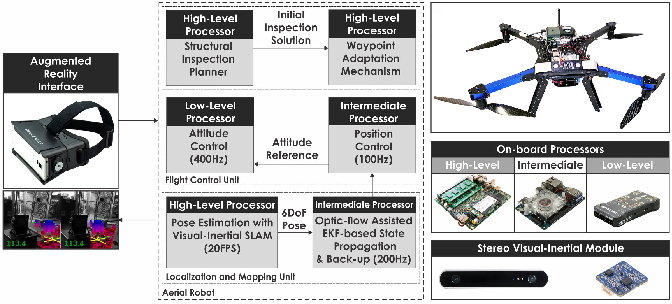 Augmented
Reality
Interface
113.4
113.4
High-Level
Processor
Structural
Inspection
Planner
Initial
Inspection
Solution
High-Level
Processor
Waypoint
Adaptation
Mechanism
Low-Level
Processor
Attitude
Control
(400Hz)
Attitude
Reference
Intermediate
Processor
Position
Control
(100Hz)
Flight Control Unit
High-Level Processor
Pose Estimation with
Visual-Inertial SLAM
(20FPS)
6DoF
Pose
Intermediate Processor
Optic-flow Assisted
EKF-based State
Propagation
& Back-up (200Hz)
Localization and Mapping Unit
Aerial Robot
On-board Processors
High-Level
Intermediate
Low-Level
Stereo Visual-Inertial Module